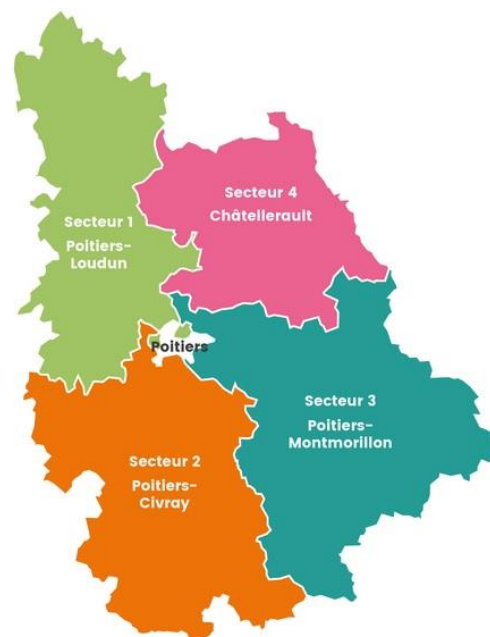 Secteur 4
Châtellerault
Secteur 1
Poitiers-
Loudun
Poitiers
Secteur 3
Poitiers-
Montmorillon
Secteur 2
Poitiers-
Civray